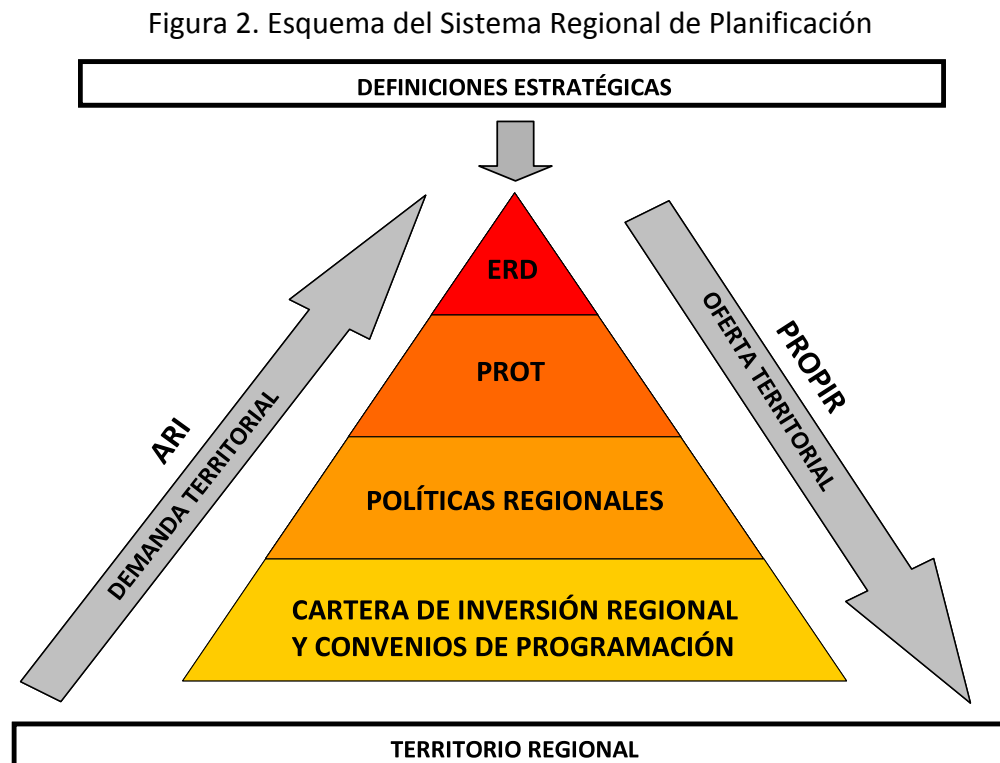 Figura 2. Esquema del Sistema Regional de Planificación
DEFINICIONES ESTRATÉGICAS
ERD
PROT
POLÍTICAS REGIONALES
CARTERA DE INVERSIÓN REGIONAL
Y CONVENIOS DE PROGRAMACIÓN
ARI
DEMANDA TERRITORIAL
PROPIR
OFERTA TERRITORIAL
TERRITORIO REGIONAL